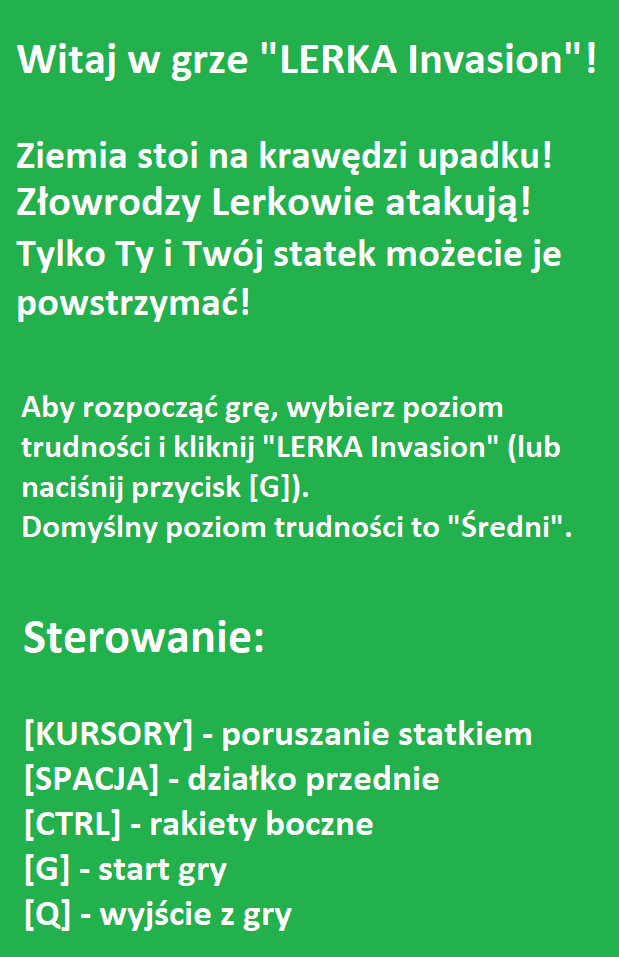 Witaj w grze "LERKA Invasion"!
Ziemia stoi na krawędzi upadku!
Złowrodzy Lerkowie atakują!
Tylko Ty i Twój statek możecie je
powstrzymać!
Aby rozpocząć grę, wybierz poziom
trudności i kliknij "LERKA Invasion" (lub
naciśnij przycisk [G]).
Domyślny poziom trudności to "Średni".
Sterowanie:
[KURSORY] - poruszanie statkiem
[SPACJA] - działko przednie
[CTRL] - rakiety boczne
[G] - start gry
[Q] - wyjście z gry